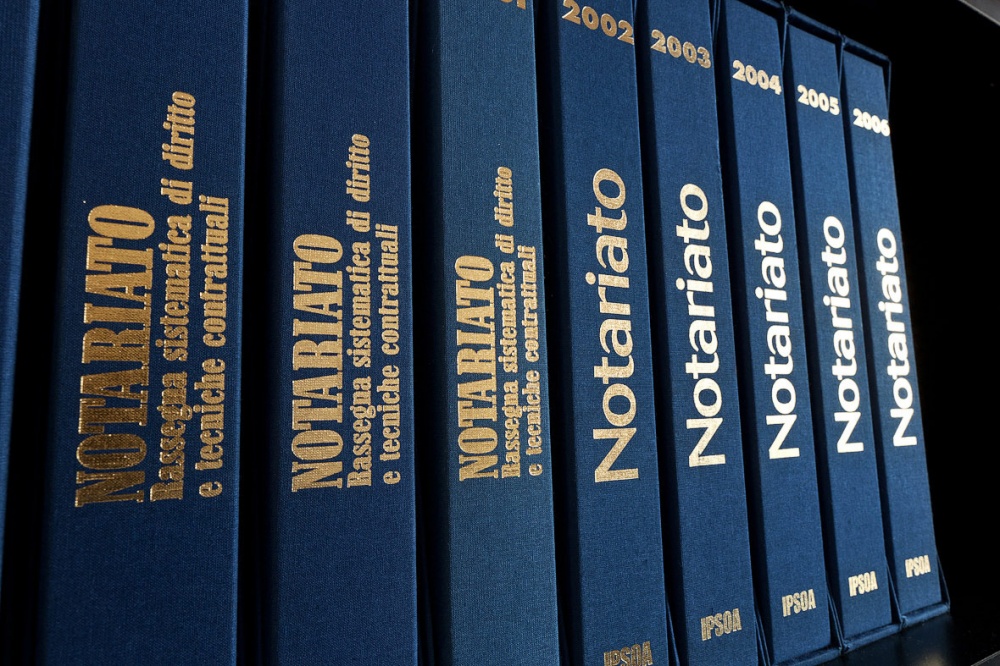 NOTARIATO
Rassegna sistematica di diritto
e tecniche contrattuali
NOTARIATO
Rassegna sistematica di diritto
e tecniche contrattuali
NOTARIATO
Rassegna sistematica di diritto
e tecniche contrattuali
2002
Notariato
IPSOA
2003
Notariato
IPSOA
2004
Notariato
IPSOA
2005
Notariato
IPSOA
2006
Notariato
IPSOA